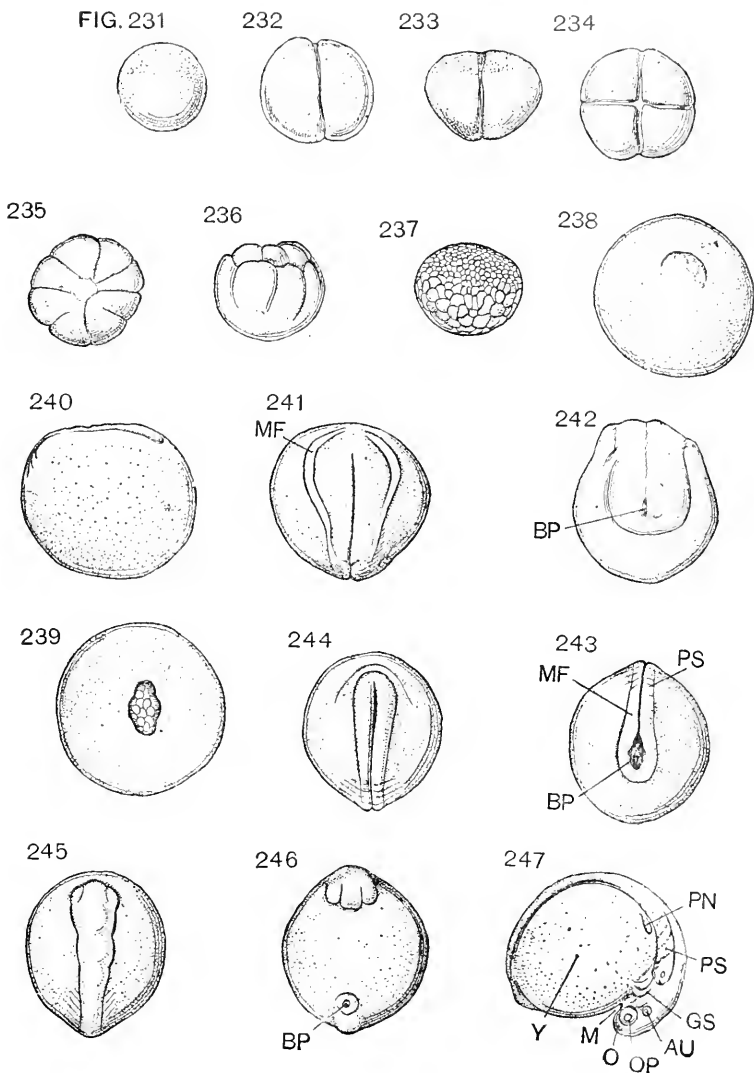 FIG. 231 232 233 234
235 236 237 238
240 241 242
MF
BP
239 244 243
PS
MF
BP
245 246 247
PN
PS
BP
Y M GS
O OP AU